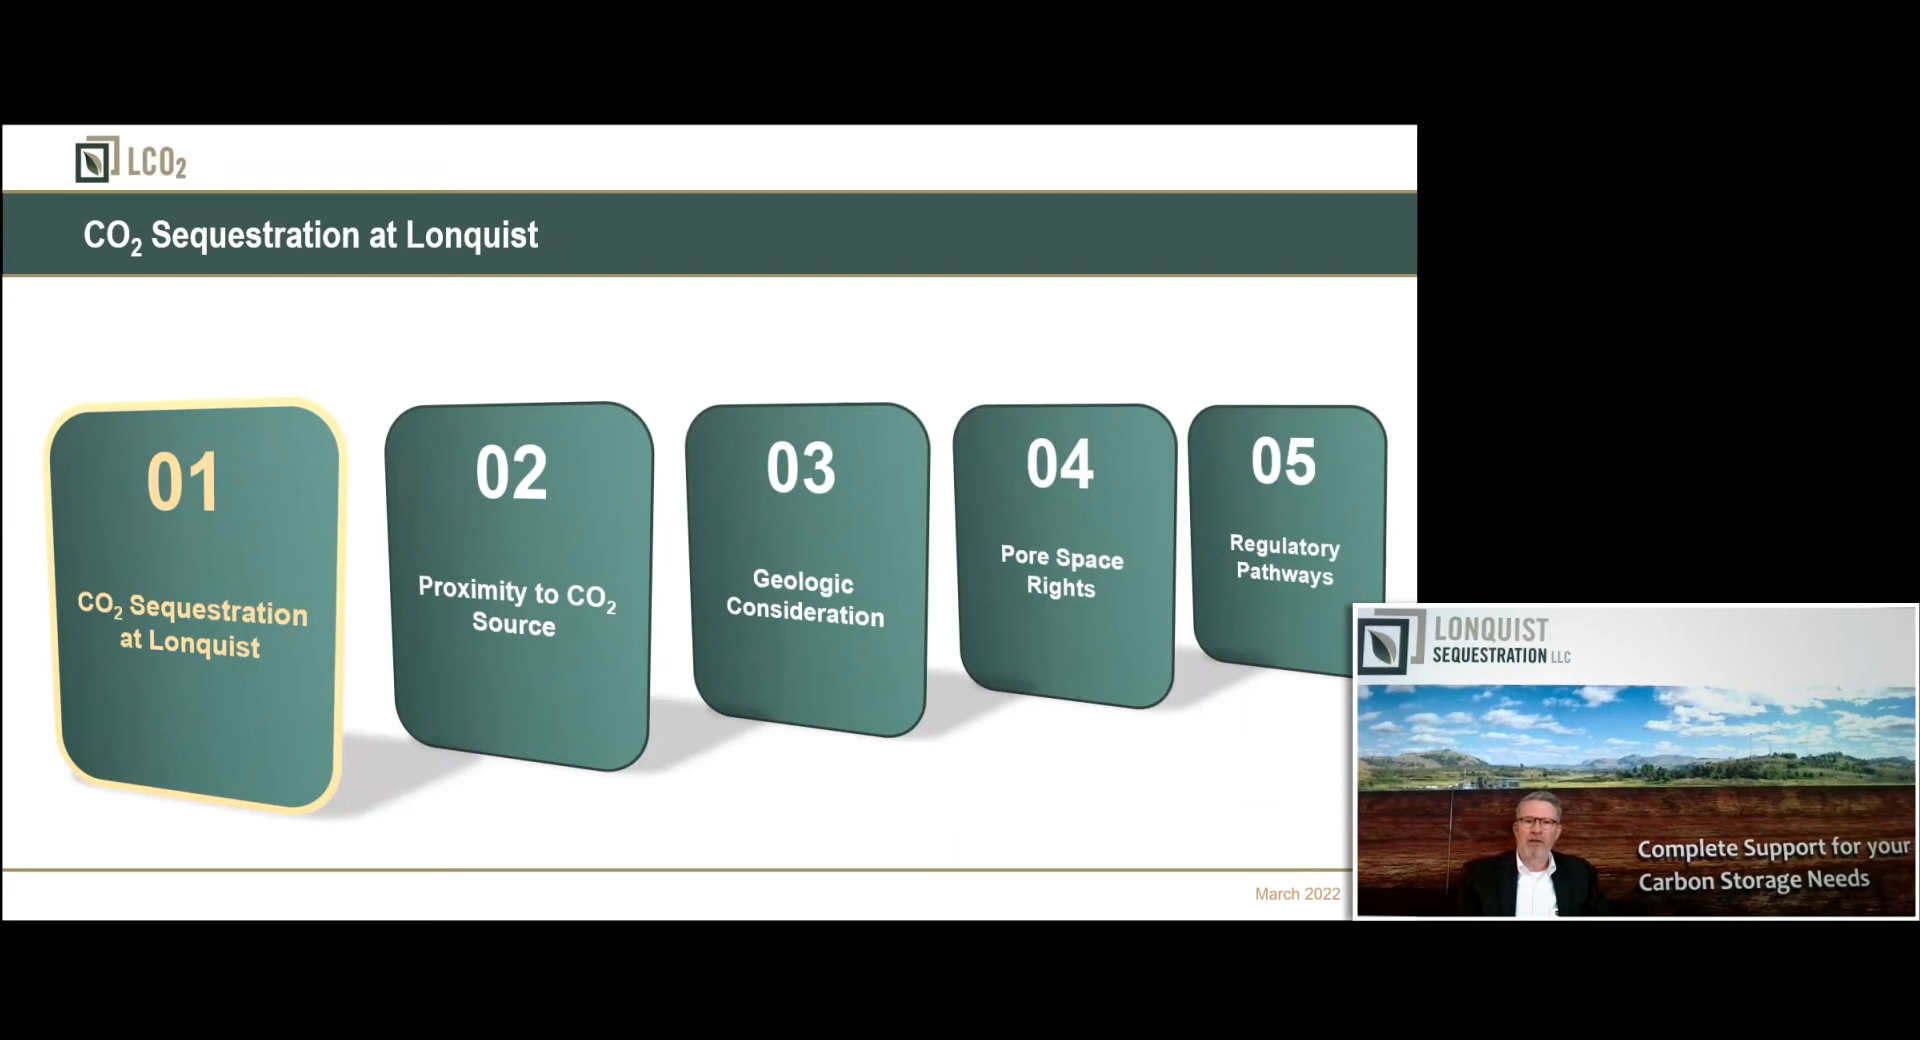 LCO₂
CO₂ Sequestration at Lonquist
01
CO₂ Sequestration
at Lonquist
02
Proximity to CO₂
Source
03
Geologic
Consideration
04
Pore Space
Rights
05
Regulatory
Pathways
March 2022
LONQUIST
SEQUESTRATION LLC
Complete Support for your
Carbon Storage Needs